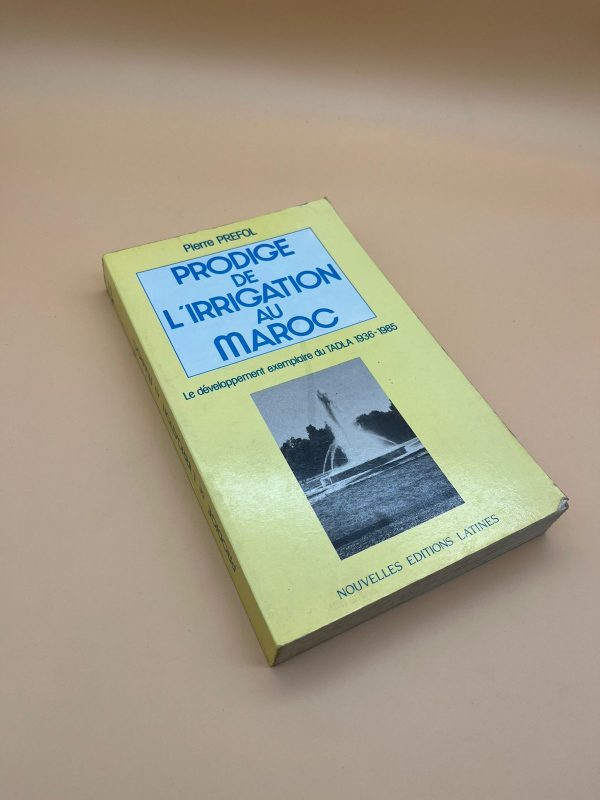 Pierre PREFOL
PRODIGE
DE
L'IRRIGATION
AU
MAROC
Le développement exemplaire du TADLA 1936-1985
NOUVELLES EDITIONS LATINES